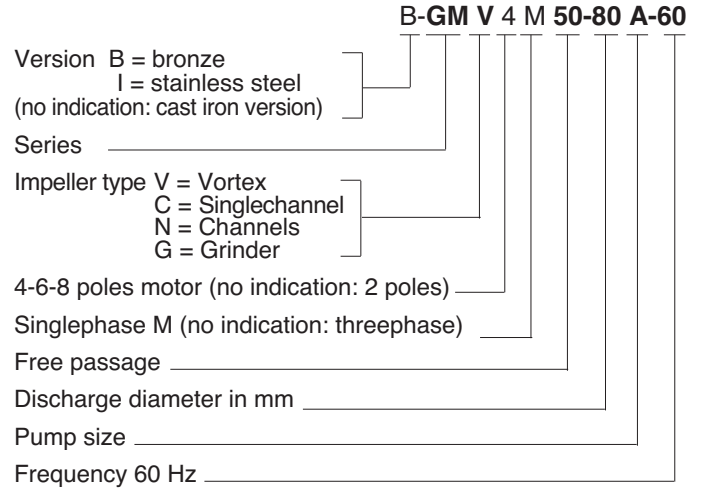 B-GM V 4 M 50-80 A-60
Version B = bronze
I = stainless steel
(no indication: cast iron version)
Series
Impeller type V = Vortex
C = Singlechannel
N = Channels
G = Grinder
4-6-8 poles motor (no indication: 2 poles)
Singlephase M (no indication: threephase)
Free passage
Discharge diameter in mm
Pump size
Frequency 60 Hz